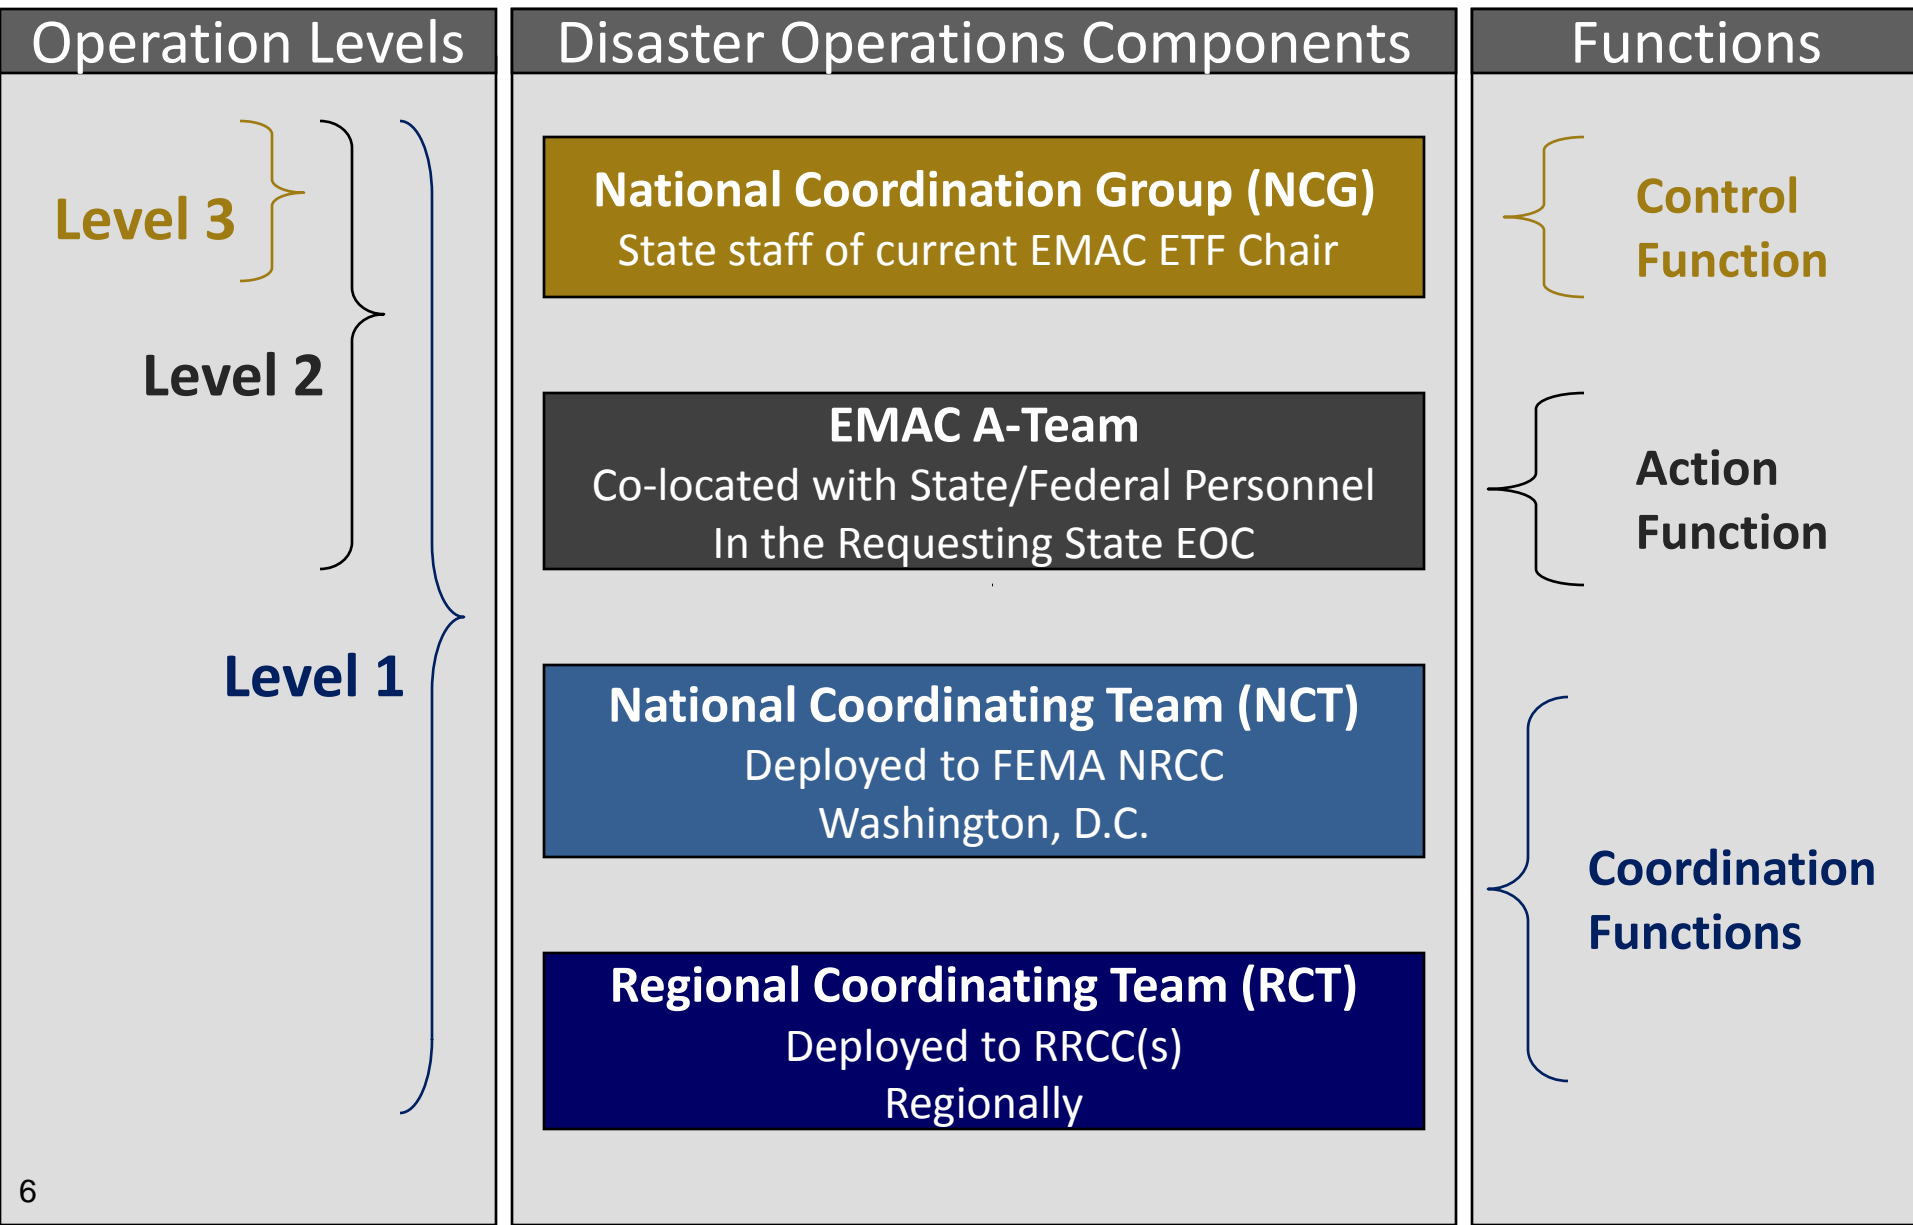 Operation Levels
Disaster Operations Components
Functions
Level 3
Level 2
Level 1
National Coordination Group (NCG)
State staff of current EMAC ETF Chair
EMAC A-Team
Co-located with State/Federal Personnel
In the Requesting State EOC
National Coordinating Team (NCT)
Deployed to FEMA NRCC
Washington, D.C.
Regional Coordinating Team (RCT)
Deployed to RRCC(s)
Regionally
Control
Function
Action
Function
Coordination
Functions
6